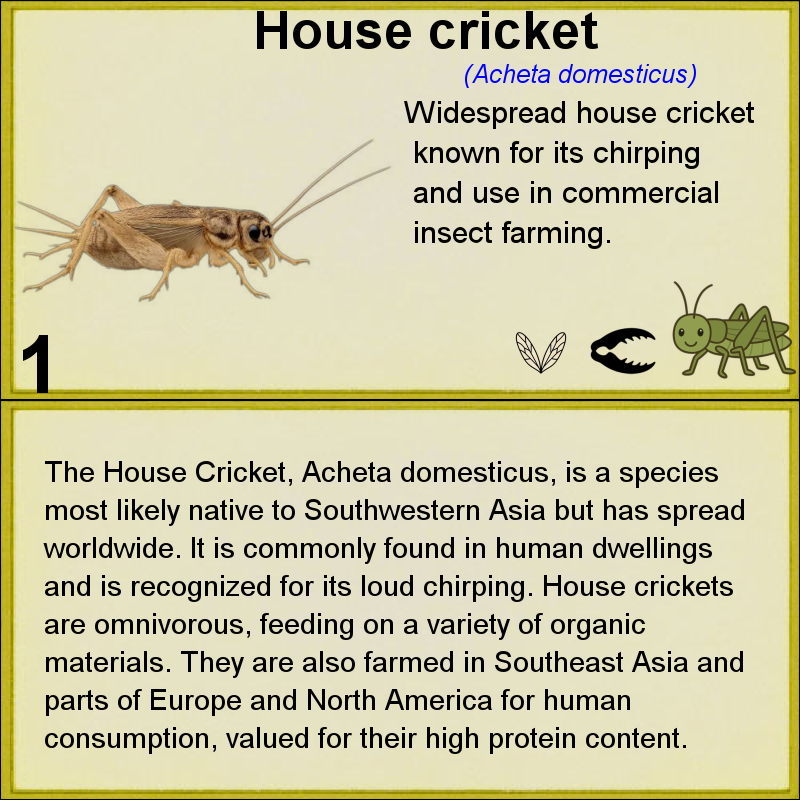 House cricket
(Acheta domesticus)
Widespread house cricket
known for its chirping
and use in commercial
insect farming.
1
The House Cricket, Acheta domesticus, is a species
most likely native to Southwestern Asia but has spread
worldwide. It is commonly found in human dwellings
and is recognized for its loud chirping. House crickets
are omnivorous, feeding on a variety of organic
materials. They are also farmed in Southeast Asia and
parts of Europe and North America for human
consumption, valued for their high protein content.